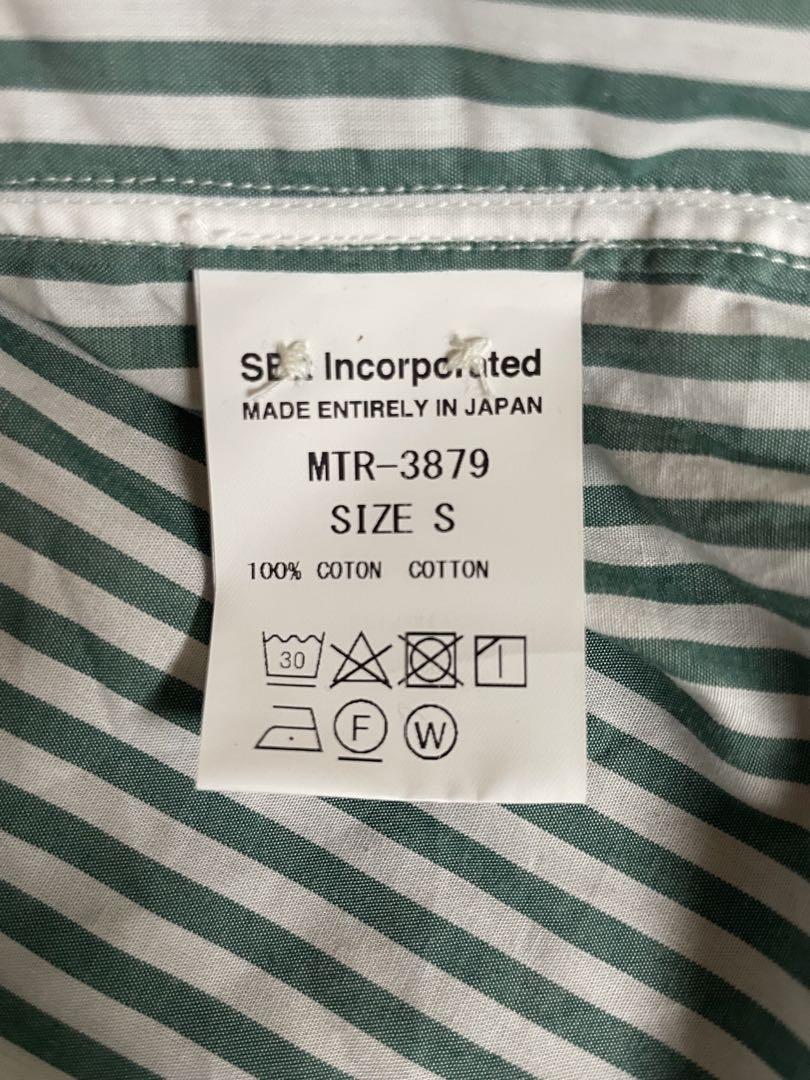 Incorporated
MADE ENTIRELY IN JAPAN
MTR-3879
SIZE S
100% COTON COTTON
30
F
W